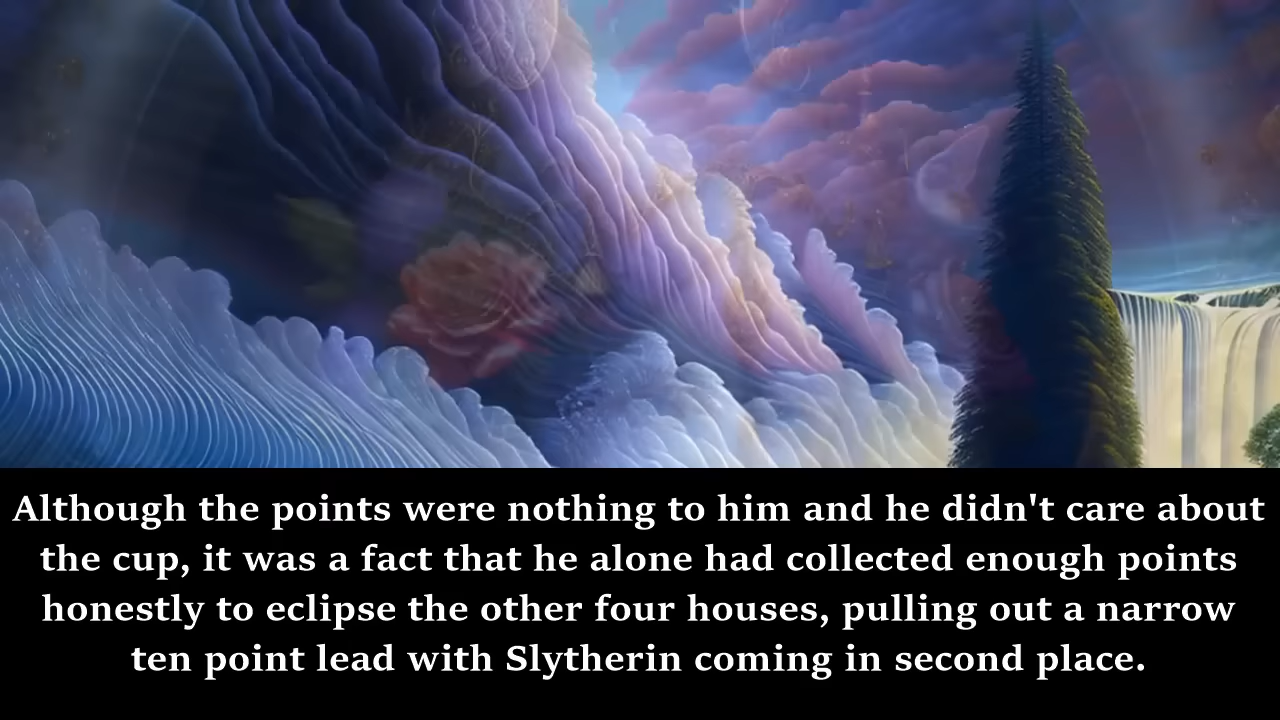 Although the points were nothing to him and he didn't care about
the cup, it was a fact that he alone had collected enough points
honestly to eclipse the other four houses, pulling out a narrow
ten point lead with Slytherin coming in second place.